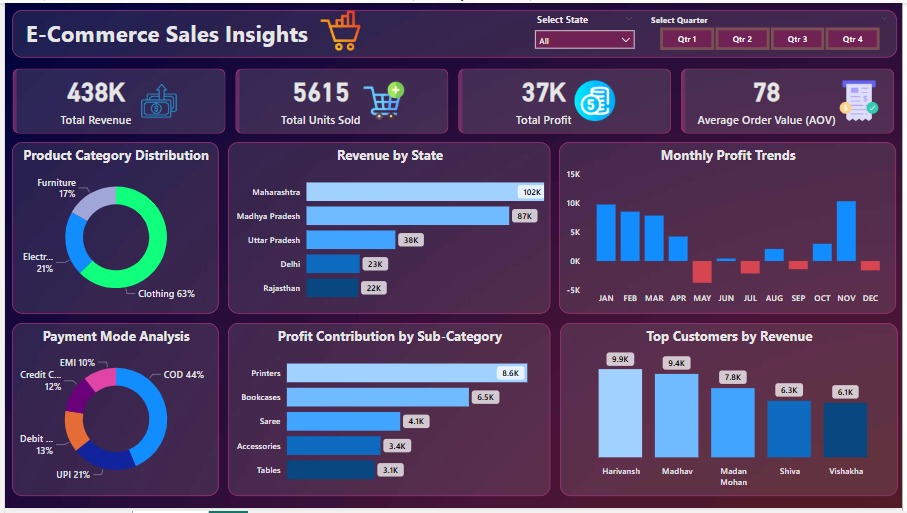 E-Commerce Sales Insights
Select State
All
Select Quarter
Qtr 1
Qtr 2
Qtr 3
Qtr 4
438K
Total Revenue
5615
Total Units Sold
37K
Total Profit
78
Average Order Value (AOV)
Product Category Distribution
Furniture
17%
Electr...
21%
Clothing 63%
Revenue by State
Maharashtra
102K
Madhya Pradesh
87K
Uttar Pradesh
38K
Delhi
23K
Rajasthan
22K
Monthly Profit Trends
15K
10K
5K
0K
-5K
JAN
FEB
MAR
APR
MAY
JUN
JUL
AUG
SEP
OCT
NOV
DEC
Payment Mode Analysis
EMI 10%
Credit C...
12%
COD 44%
Debit ...
13%
UPI 21%
Profit Contribution by Sub-Category
Printers
8.6K
Bookcases
6.5K
Saree
4.1K
Accessories
3.4K
Tables
3.1K
Top Customers by Revenue
9.9K
9.4K
7.8K
6.3K
6.1K
Harivansh
Madhav
Madan
Mohan
Shiva
Vishakha